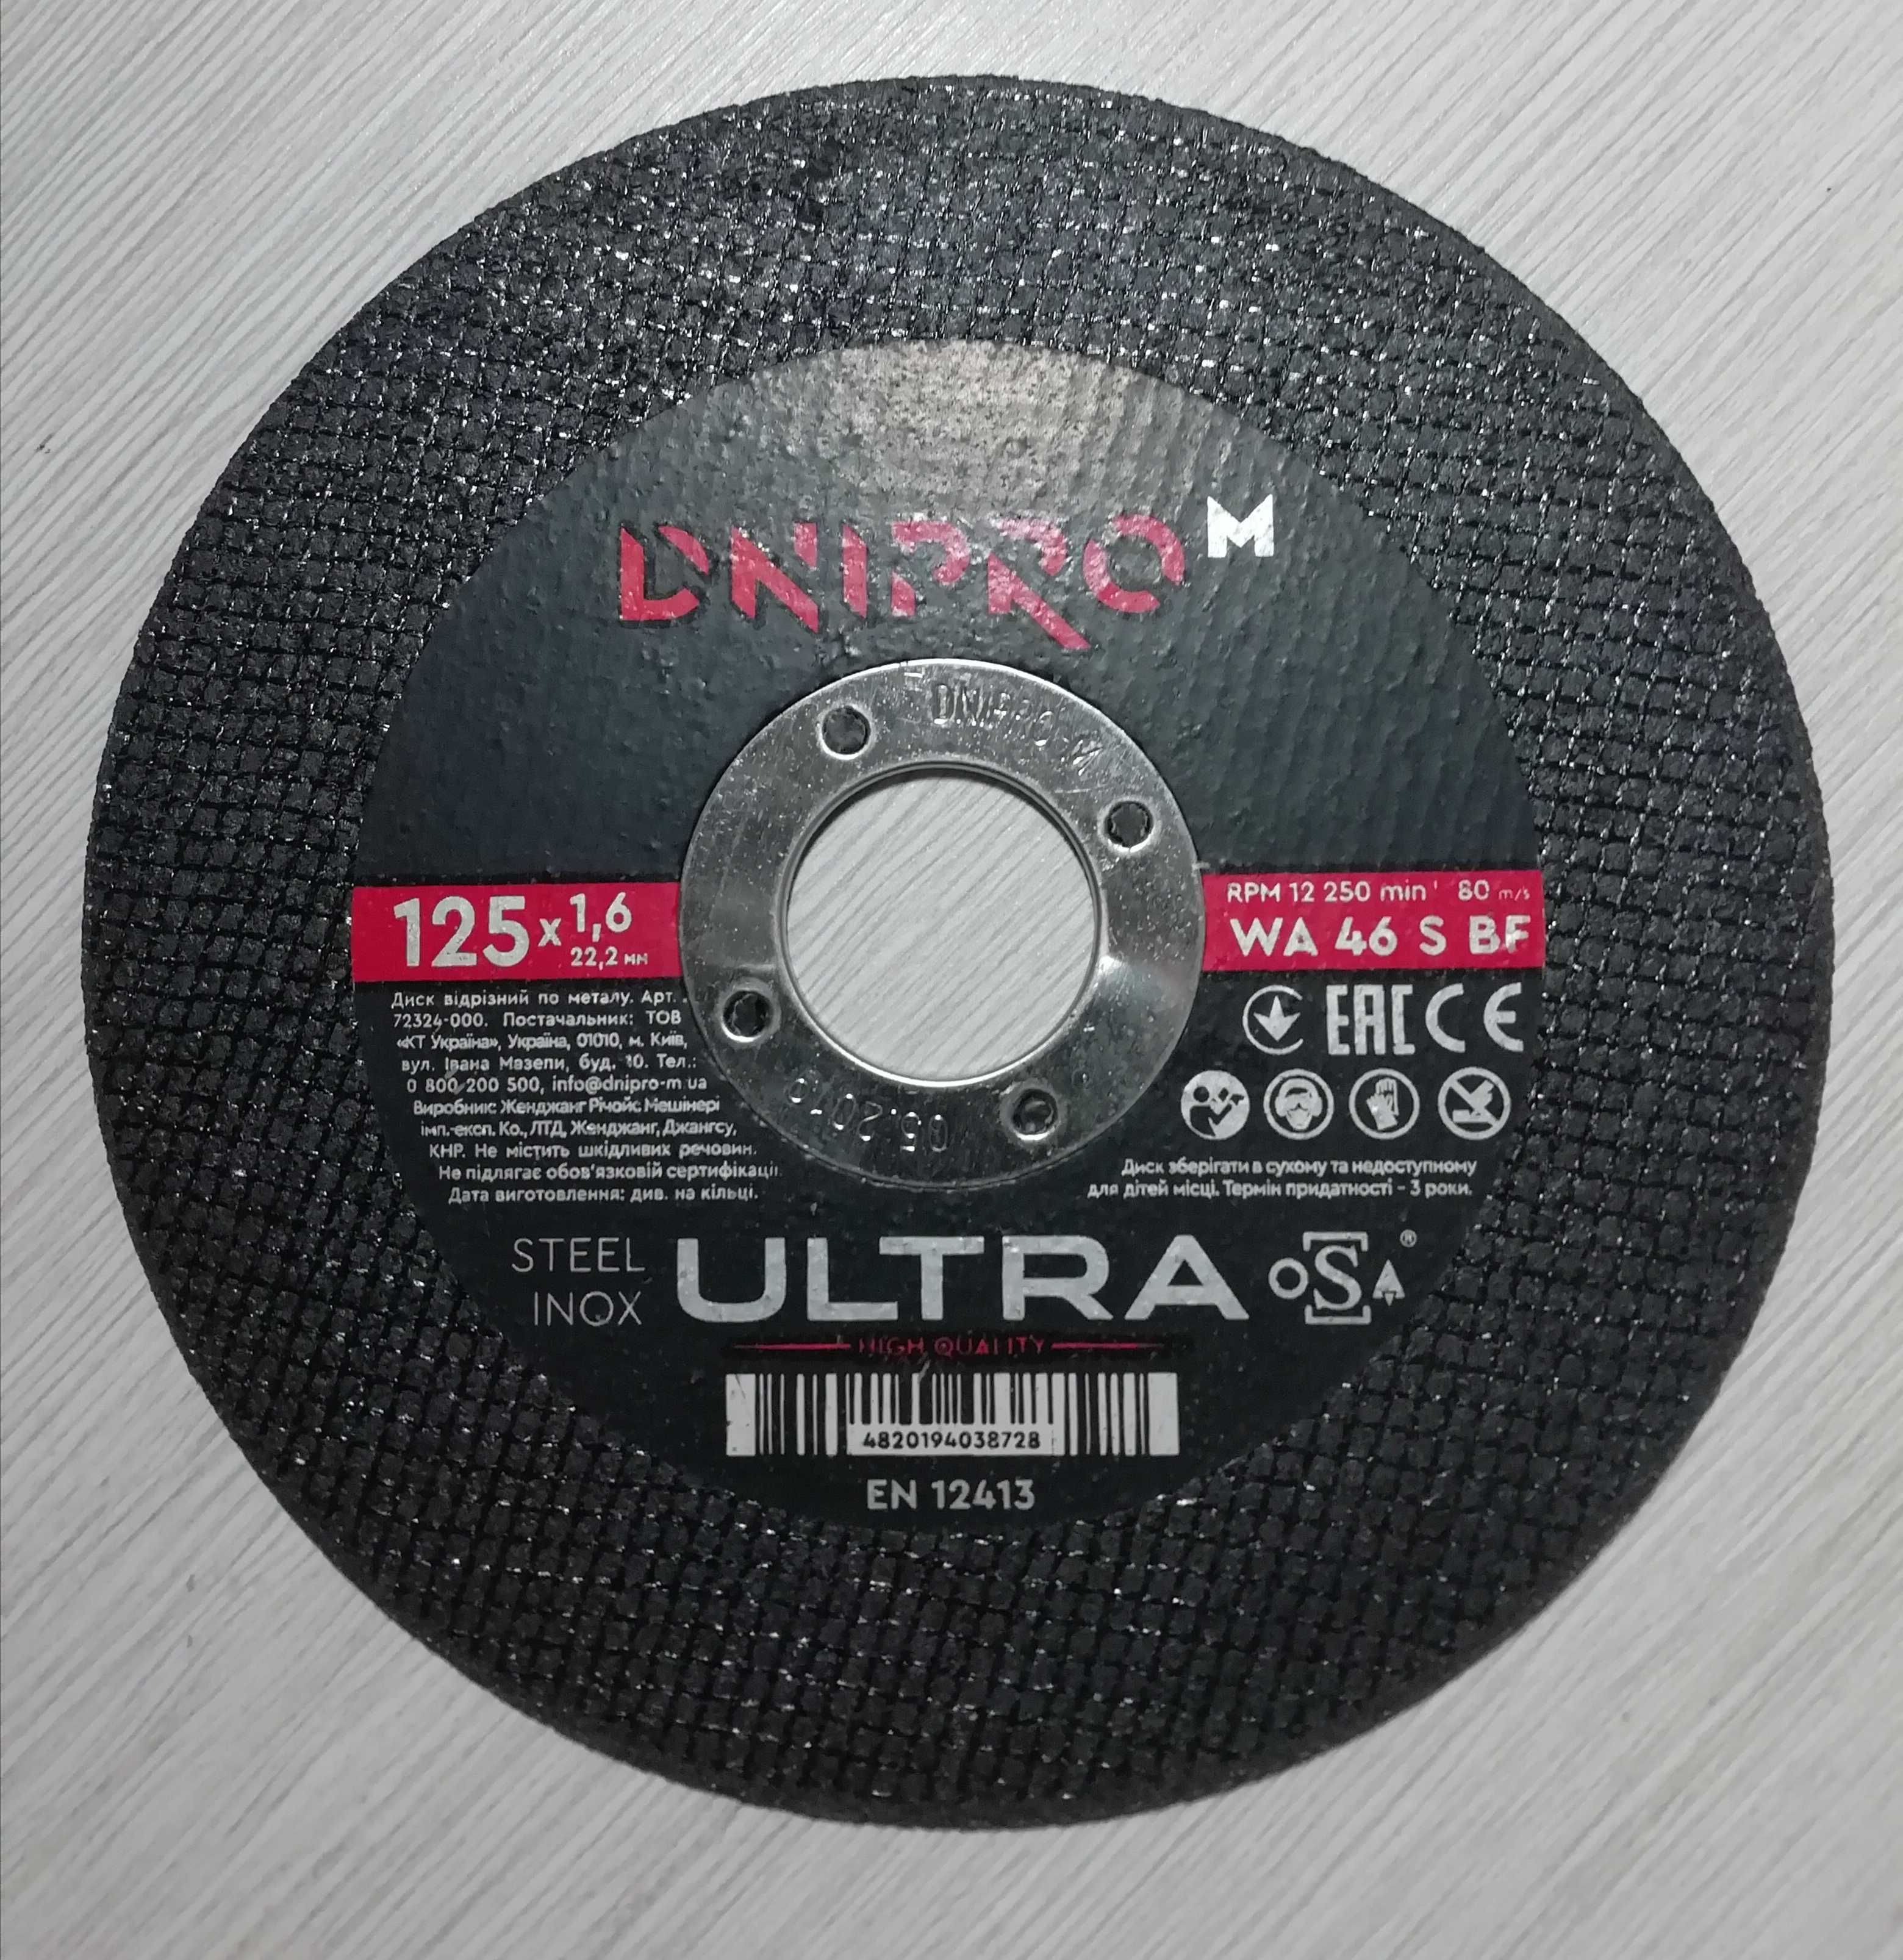 DNIPRO M
DNIPRO-M
125 x 1,6
22,2 мм
RPM 12 250 min⁻¹ 80 m/s
WA 46 S BF
Диск відрізний по металу. Арт.
72324-000. Постачальник: ТОВ
«КТ Україна», Україна, 01010, м. Київ,
вул. Івана Мазепи, буд. 10. Тел.:
0 800 200 500, info@dnipro-m.ua
Виробник: Женджанг Річойс Мешінері
імп.-експ. Ко., ЛТД, Женджанг, Джангсу,
КНР. Не містить шкідливих речовин.
Не підлягає обов'язковій сертифікації
Дата виготовлення: див. на кільці.
EAC CE
Диск зберігати в сухому та недоступному
для дітей місці. Термін придатності - 3 роки.
STEEL
INOX
ULTRA
oSa ®
HIGH QUALITY
4820194038728
EN 12413